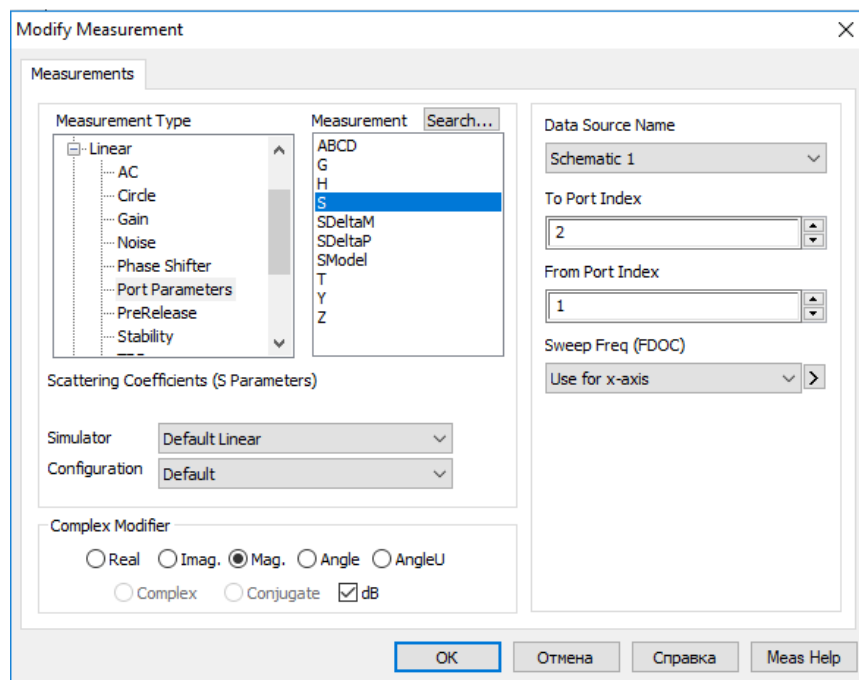 Modify Measurement
Measurements
Measurement Type
Linear
AC
Circle
Gain
Noise
Phase Shifter
Port Parameters
PreRelease
Stability
Measurement
Search...
ABCD
G
H
S
SDeltaM
SDeltaP
SModel
T
Y
Z
Scattering Coefficients (S Parameters)
Simulator
Default Linear
Configuration
Default
Complex Modifier
Real Imag. Mag. Angle AngleU
Complex Conjugate dB
Data Source Name
Schematic 1
To Port Index
2
From Port Index
1
Sweep Freq (FDOC)
Use for x-axis >
OK Отмена Справка Meas Help